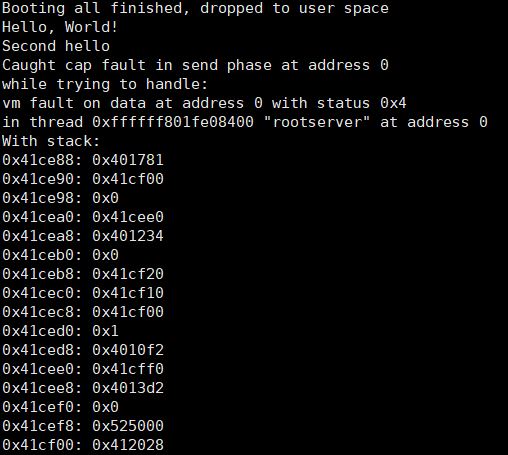 Booting all finished, dropped to user space
Hello, World!
Second hello
Caught cap fault in send phase at address 0
while trying to handle:
vm fault on data at address 0 with status 0x4
in thread 0xffffff801fe08400 "rootserver" at address 0
With stack:
0x41ce88: 0x401781
0x41ce90: 0x41cf00
0x41ce98: 0x0
0x41cea0: 0x41cee0
0x41cea8: 0x401234
0x41ceb0: 0x0
0x41ceb8: 0x41cf20
0x41cec0: 0x41cf10
0x41cec8: 0x41cf00
0x41ced0: 0x1
0x41ced8: 0x4010f2
0x41cee0: 0x41cff0
0x41cee8: 0x4013d2
0x41cef0: 0x0
0x41cef8: 0x525000
0x41cf00: 0x412028